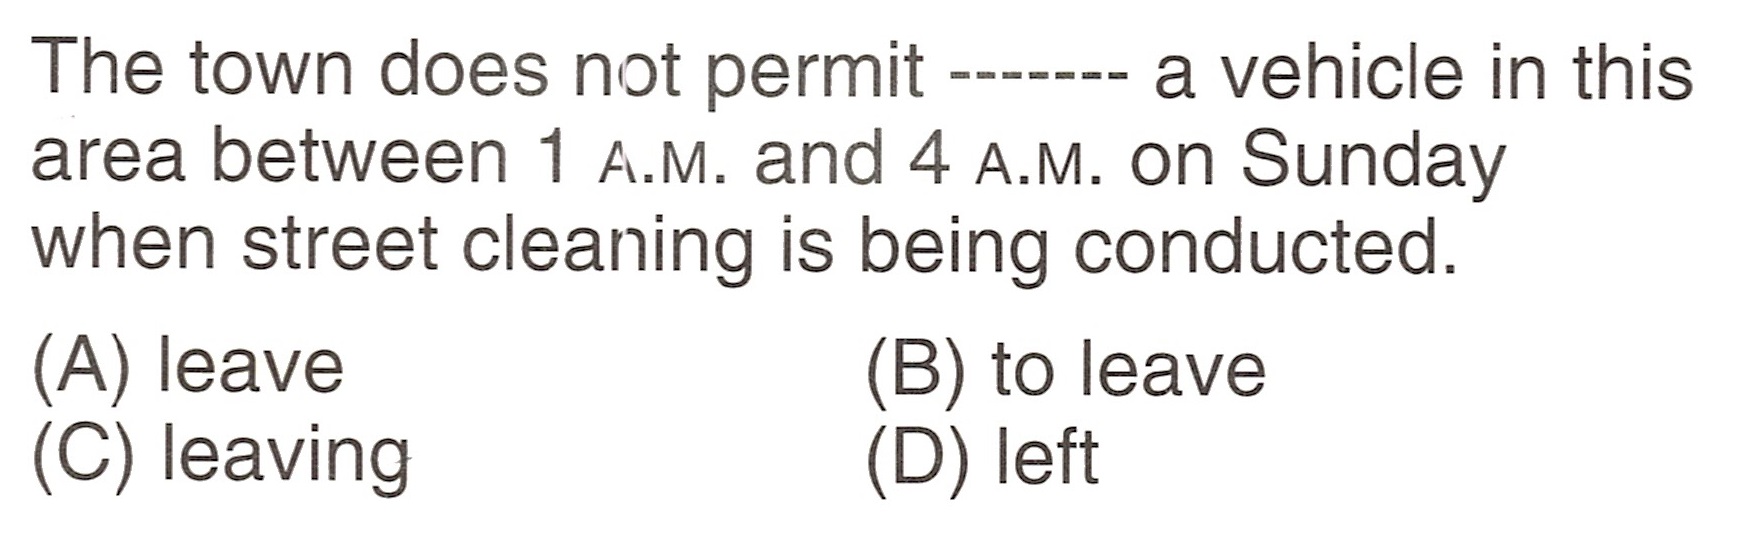 The town does not permit ------- a vehicle in this
area between 1 A.M. and 4 A.M. on Sunday
when street cleaning is being conducted.
(A) leave (B) to leave
(C) leaving (D) left